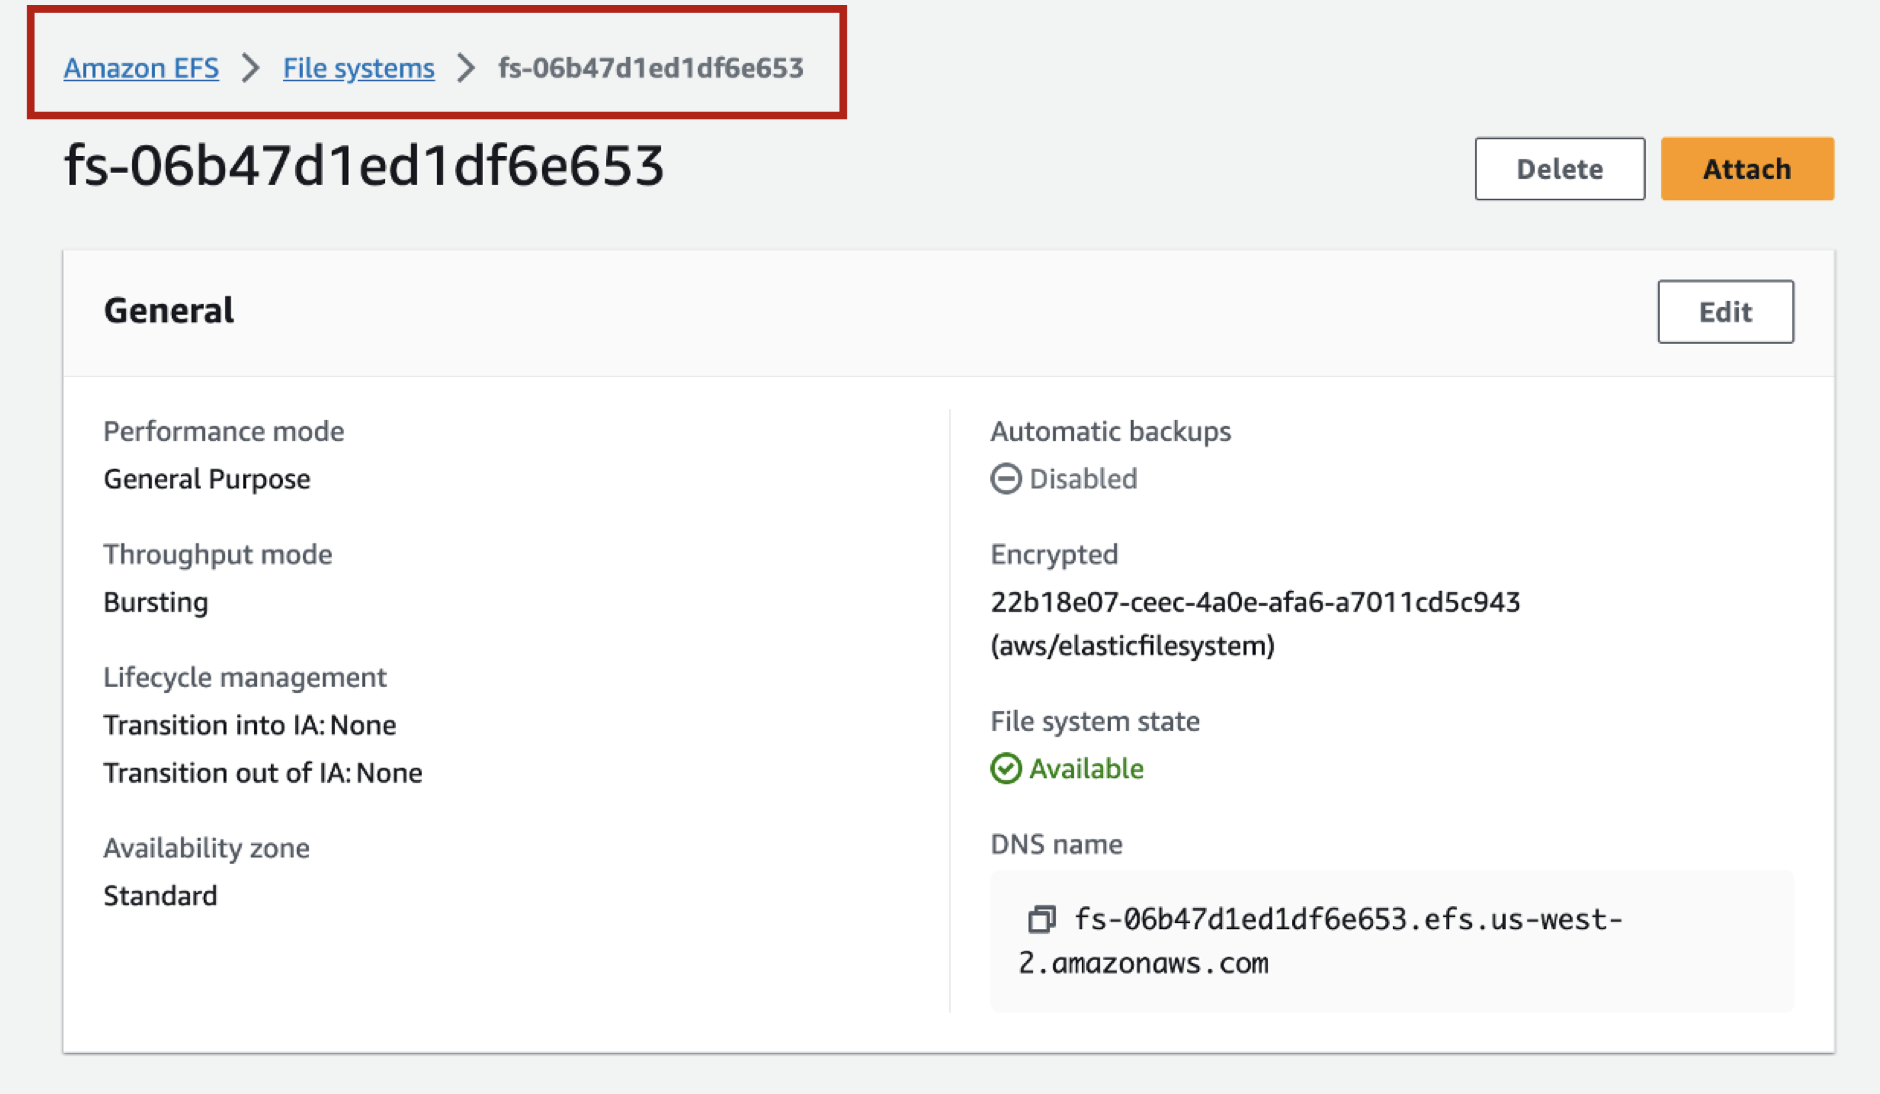 Amazon EFS > File systems > fs-06b47d1ed1df6e653
fs-06b47d1ed1df6e653
Delete
Attach
General
Edit
Performance mode
General Purpose
Throughput mode
Bursting
Lifecycle management
Transition into IA: None
Transition out of IA: None
Availability zone
Standard
Automatic backups
Disabled
Encrypted
22b18e07-ceec-4a0e-afa6-a7011cd5c943
(aws/elasticfilesystem)
File system state
Available
DNS name
fs-06b47d1ed1df6e653.efs.us-west-
2.amazonaws.com